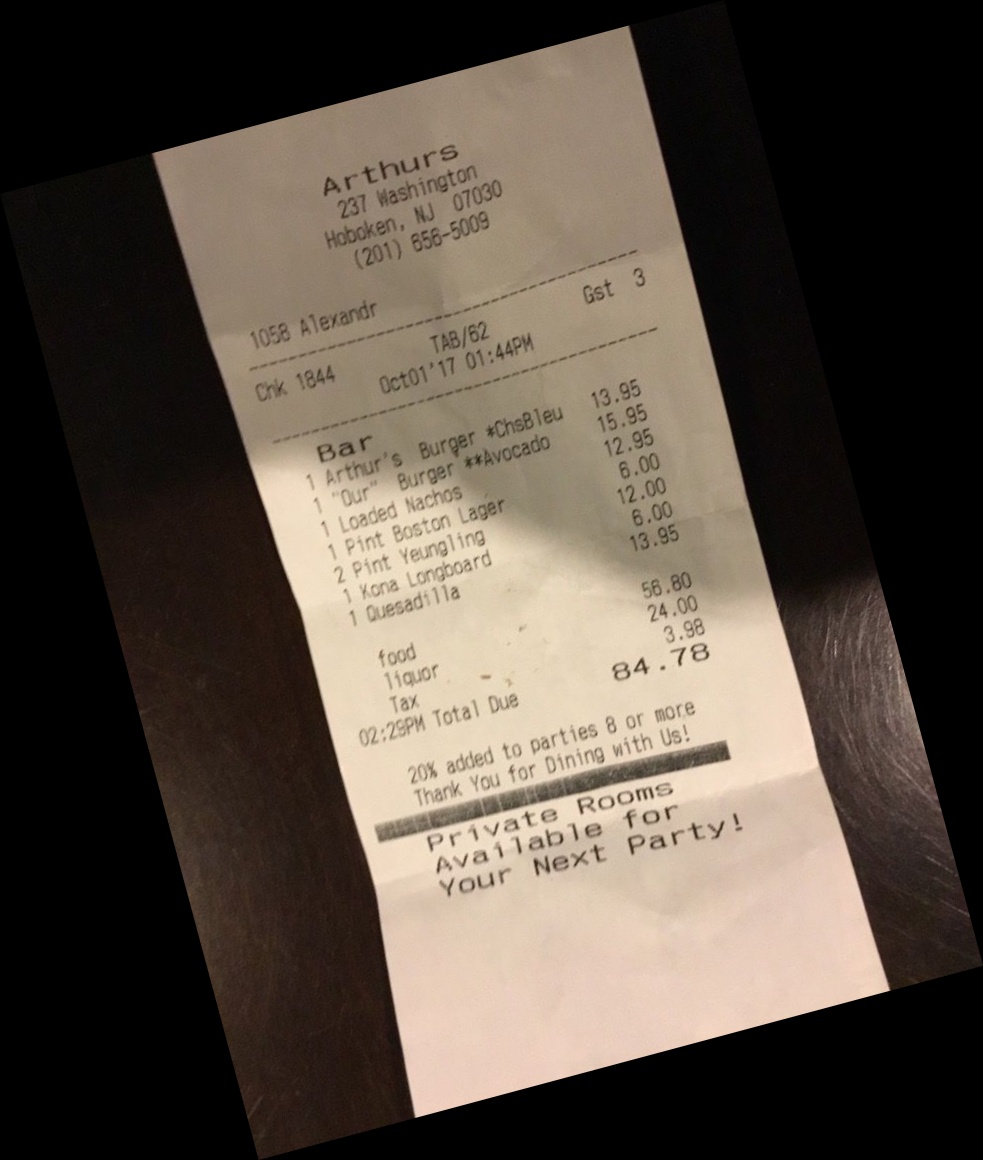 Arthurs
237 Washington
Hoboken, NJ 07030
(201) 656-5009
1058 Alexandr
TAB/62 Gst 3
Chk 1844 Oct01'17 01:44PM
Bar
1 Arthur's Burger *ChsBleu 13.95
1 "Our" Burger **Avocado 15.95
1 Loaded Nachos 12.95
1 Pint Boston Lager 6.00
2 Pint Yeungling 12.00
1 Kona Longboard 6.00
1 Quesadilla 13.95
food 56.80
liquor 24.00
Tax 3.98
02:29PM Total Due 84.78
20% added to parties 8 or more
Thank You for Dining with Us!
Private Rooms
Available for
Your Next Party!